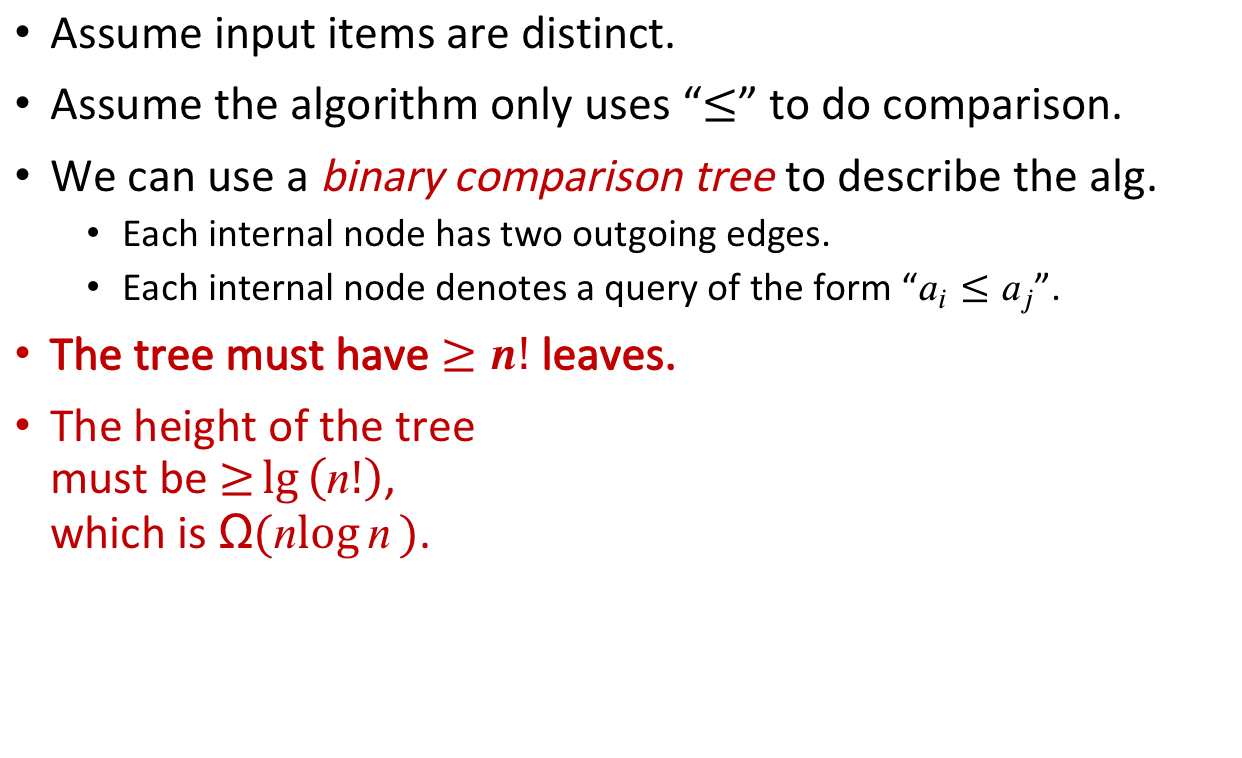 • Assume input items are distinct.
• Assume the algorithm only uses “≤” to do comparison.
• We can use a binary comparison tree to describe the alg.
• Each internal node has two outgoing edges.
• Each internal node denotes a query of the form “aᵢ ≤ aⱼ”.
• The tree must have ≥ n! leaves.
• The height of the tree
must be ≥ lg (n!),
which is Ω(n log n ).